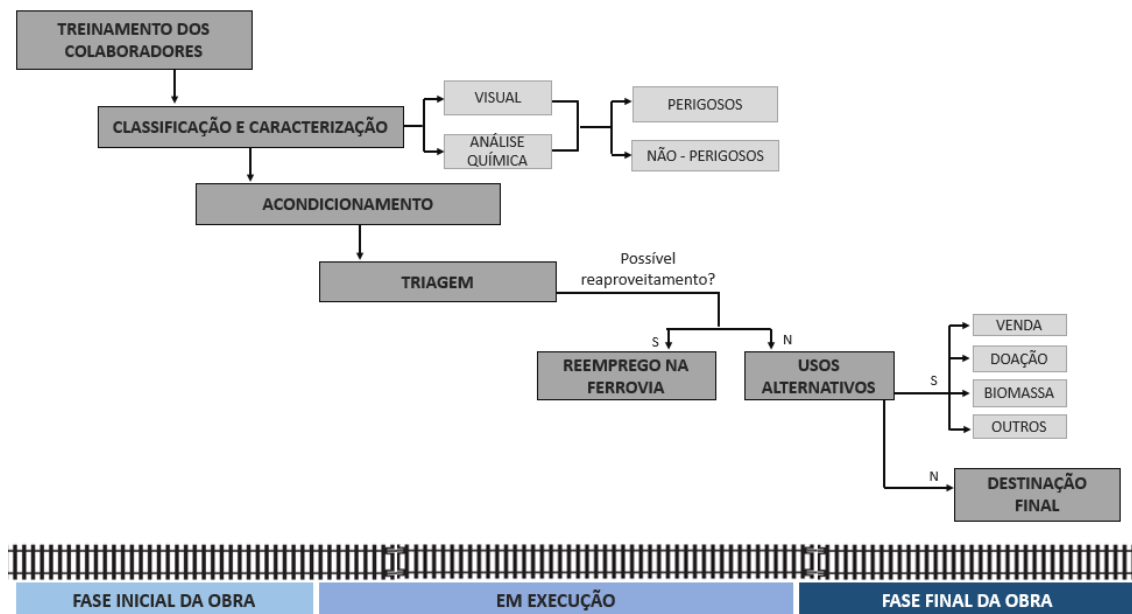 TREINAMENTO DOS
COLABORADORES
CLASSIFICAÇÃO E CARACTERIZAÇÃO
VISUAL
ANÁLISE
QUÍMICA
PERIGOSOS
NÃO - PERIGOSOS
ACONDICIONAMENTO
TRIAGEM
Possível
reaproveitamento?
S
N
REEMPREGO NA
FERROVIA
USOS
ALTERNATIVOS
S
VENDA
DOAÇÃO
BIOMASSA
OUTROS
N
DESTINAÇÃO
FINAL
FASE INICIAL DA OBRA
EM EXECUÇÃO
FASE FINAL DA OBRA